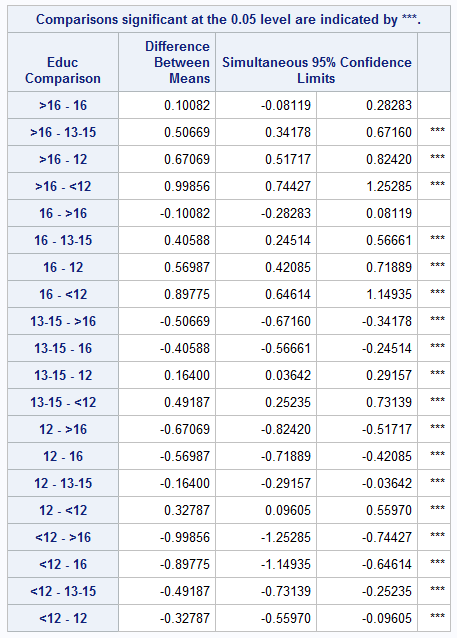 Comparisons significant at the 0.05 level are indicated by ***.
Educ Comparison Difference Between Means Simultaneous 95% Confidence Limits
>16 - 16 0.10082 -0.08119 0.28283
>16 - 13-15 0.50669 0.34178 0.67160 ***
>16 - 12 0.67069 0.51717 0.82420 ***
>16 - <12 0.99856 0.74427 1.25285 ***
16 - >16 -0.10082 -0.28283 0.08119
16 - 13-15 0.40588 0.24514 0.56661 ***
16 - 12 0.56987 0.42085 0.71889 ***
16 - <12 0.89775 0.64614 1.14935 ***
13-15 - >16 -0.50669 -0.67160 -0.34178 ***
13-15 - 16 -0.40588 -0.56661 -0.24514 ***
13-15 - 12 0.16400 0.03642 0.29157 ***
13-15 - <12 0.49187 0.25235 0.73139 ***
12 - >16 -0.67069 -0.82420 -0.51717 ***
12 - 16 -0.56987 -0.71889 -0.42085 ***
12 - 13-15 -0.16400 -0.29157 -0.03642 ***
12 - <12 0.32787 0.09605 0.55970 ***
<12 - >16 -0.99856 -1.25285 -0.74427 ***
<12 - 16 -0.89775 -1.14935 -0.64614 ***
<12 - 13-15 -0.49187 -0.73139 -0.25235 ***
<12 - 12 -0.32787 -0.55970 -0.09605 ***